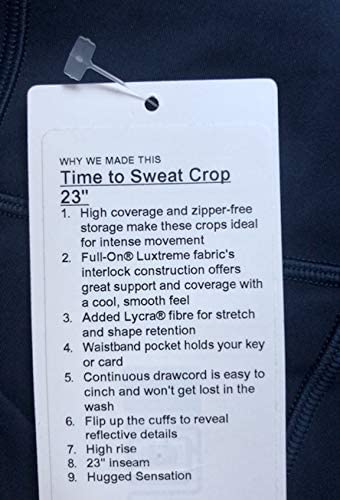 WHY WE MADE THIS
Time to Sweat Crop
23"
1. High coverage and zipper-free
storage make these crops ideal
for intense movement
2. Full-On® Luxtreme fabric's
interlock construction offers
great support and coverage with
a cool, smooth feel
3. Added Lycra® fibre for stretch
and shape retention
4. Waistband pocket holds your key
or card
5. Continuous drawcord is easy to
cinch and won't get lost in the
wash
6. Flip up the cuffs to reveal
reflective details
7. High rise
8. 23" inseam
9. Hugged Sensation